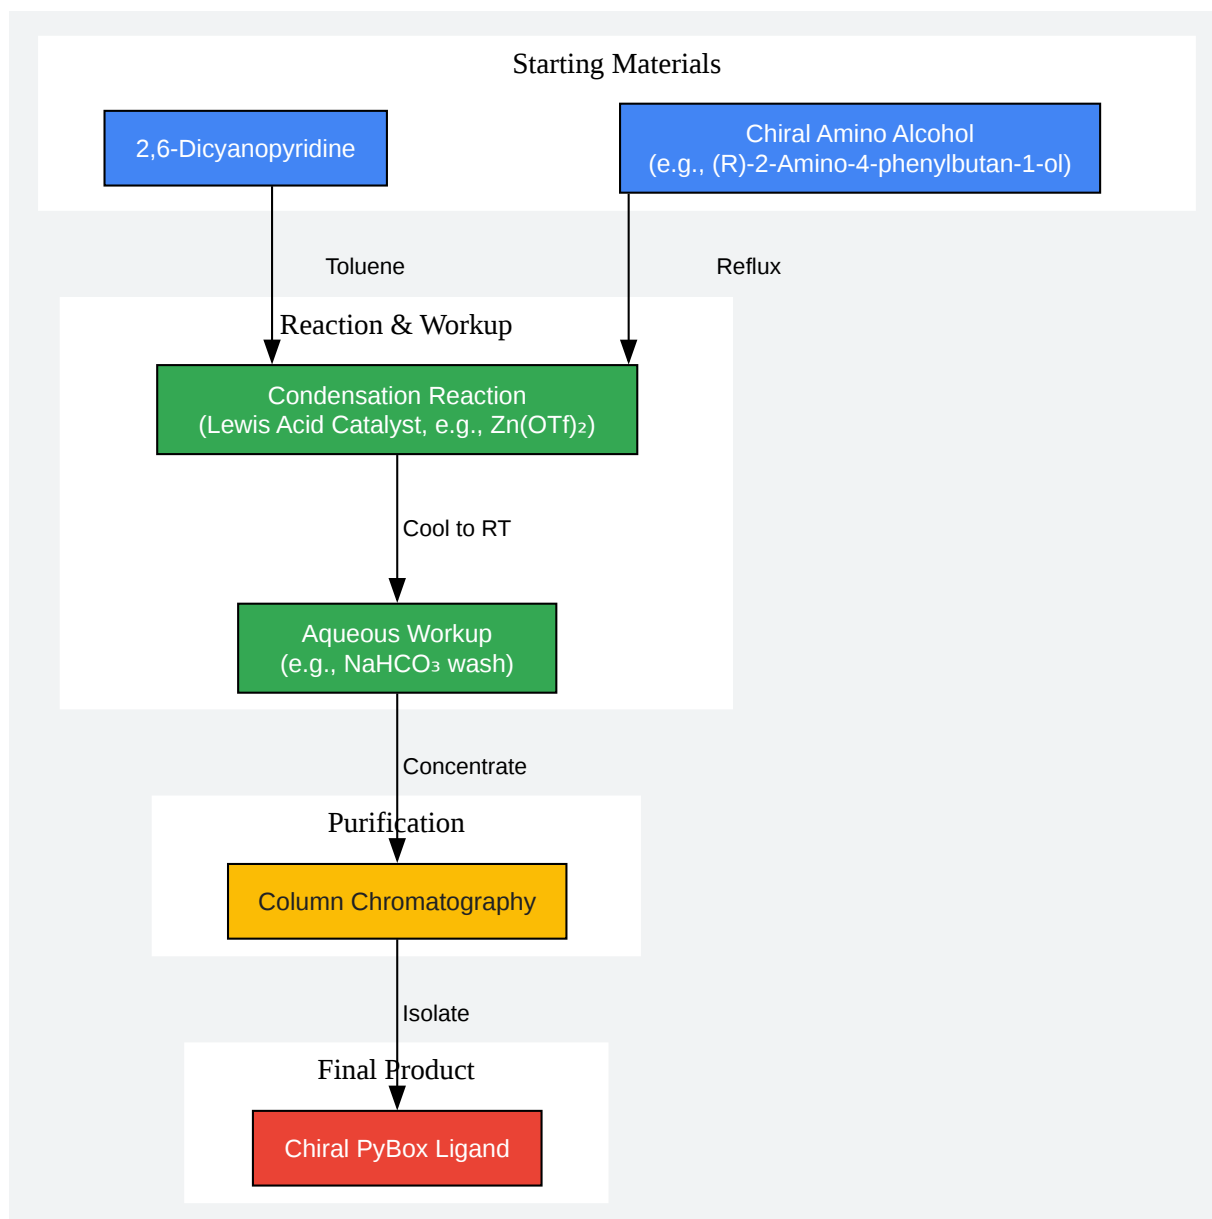 Starting Materials
2,6-Dicyanopyridine
Chiral Amino Alcohol
(e.g., (R)-2-Amino-4-phenylbutan-1-ol)
Toluene
Reflux
Reaction & Workup
Condensation Reaction
(Lewis Acid Catalyst, e.g., Zn(OTf)₂)
Cool to RT
Aqueous Workup
(e.g., NaHCO₃ wash)
Concentrate
Purification
Column Chromatography
Isolate
Final Product
Chiral PyBox Ligand